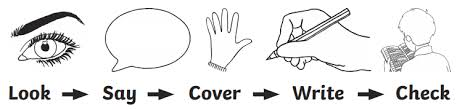 Look → Say → Cover → Write → Check